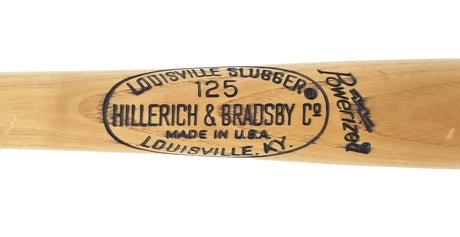 LOUISVILLE SLUGGER®
125
HILLERICH & BRADSBY Cº
MADE IN U.S.A
LOUISVILLE, KY.
Powerized